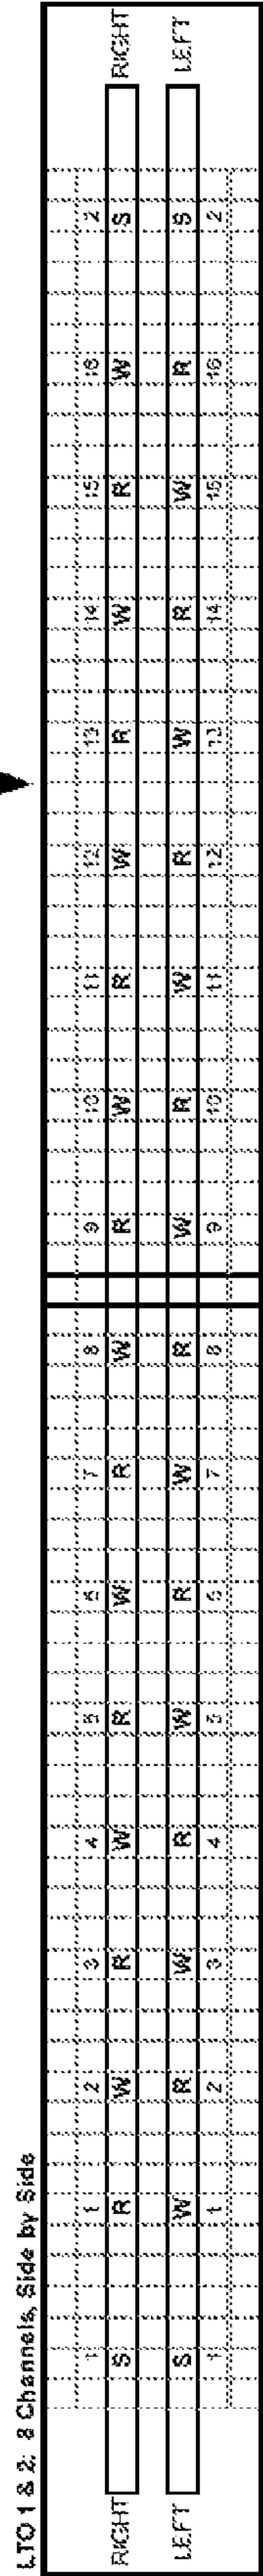 LTO 1 & 2: 8 Channels, Side by Side
1 1 2 3 4 5 6 7 8 9 10 11 12 13 14 15 16 2
RIGHT S R W R W R W R W R W R W R W R W S RIGHT
LEFT S W R W R W R W R W R W R W R W R S LEFT
1 1 2 3 4 5 6 7 8 9 10 11 12 13 14 15 16 2